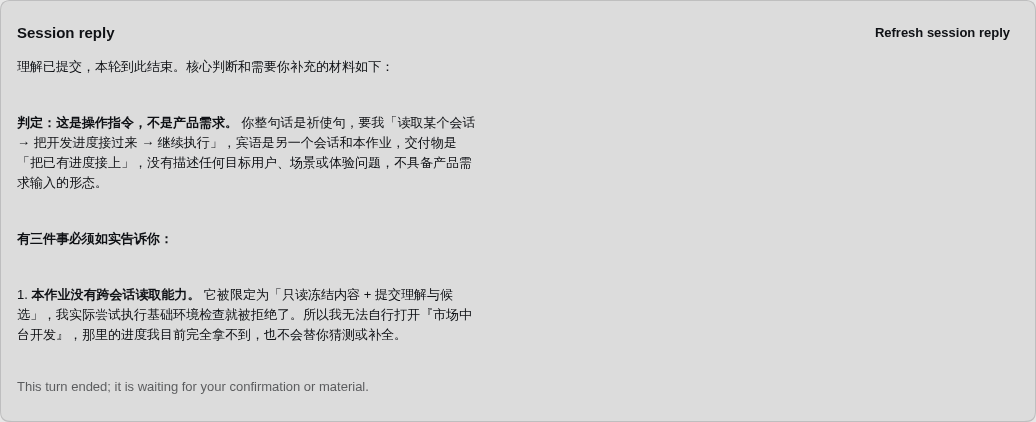 Session reply
Refresh session reply
理解已提交，本轮到此结束。核心判断和需要你补充的材料如下：
判定：这是操作指令，不是产品需求。 你整句话是祈使句，要我「读取某个会话
→ 把开发进度接过来 → 继续执行」，宾语是另一个会话和本作业，交付物是
「把已有进度接上」，没有描述任何目标用户、场景或体验问题，不具备产品需
求输入的形态。
有三件事必须如实告诉你：
1. 本作业没有跨会话读取能力。 它被限定为「只读冻结内容 + 提交理解与候
选」，我实际尝试执行基础环境检查就被拒绝了。所以我无法自行打开『市场中
台开发』，那里的进度我目前完全拿不到，也不会替你猜测或补全。
This turn ended; it is waiting for your confirmation or material.